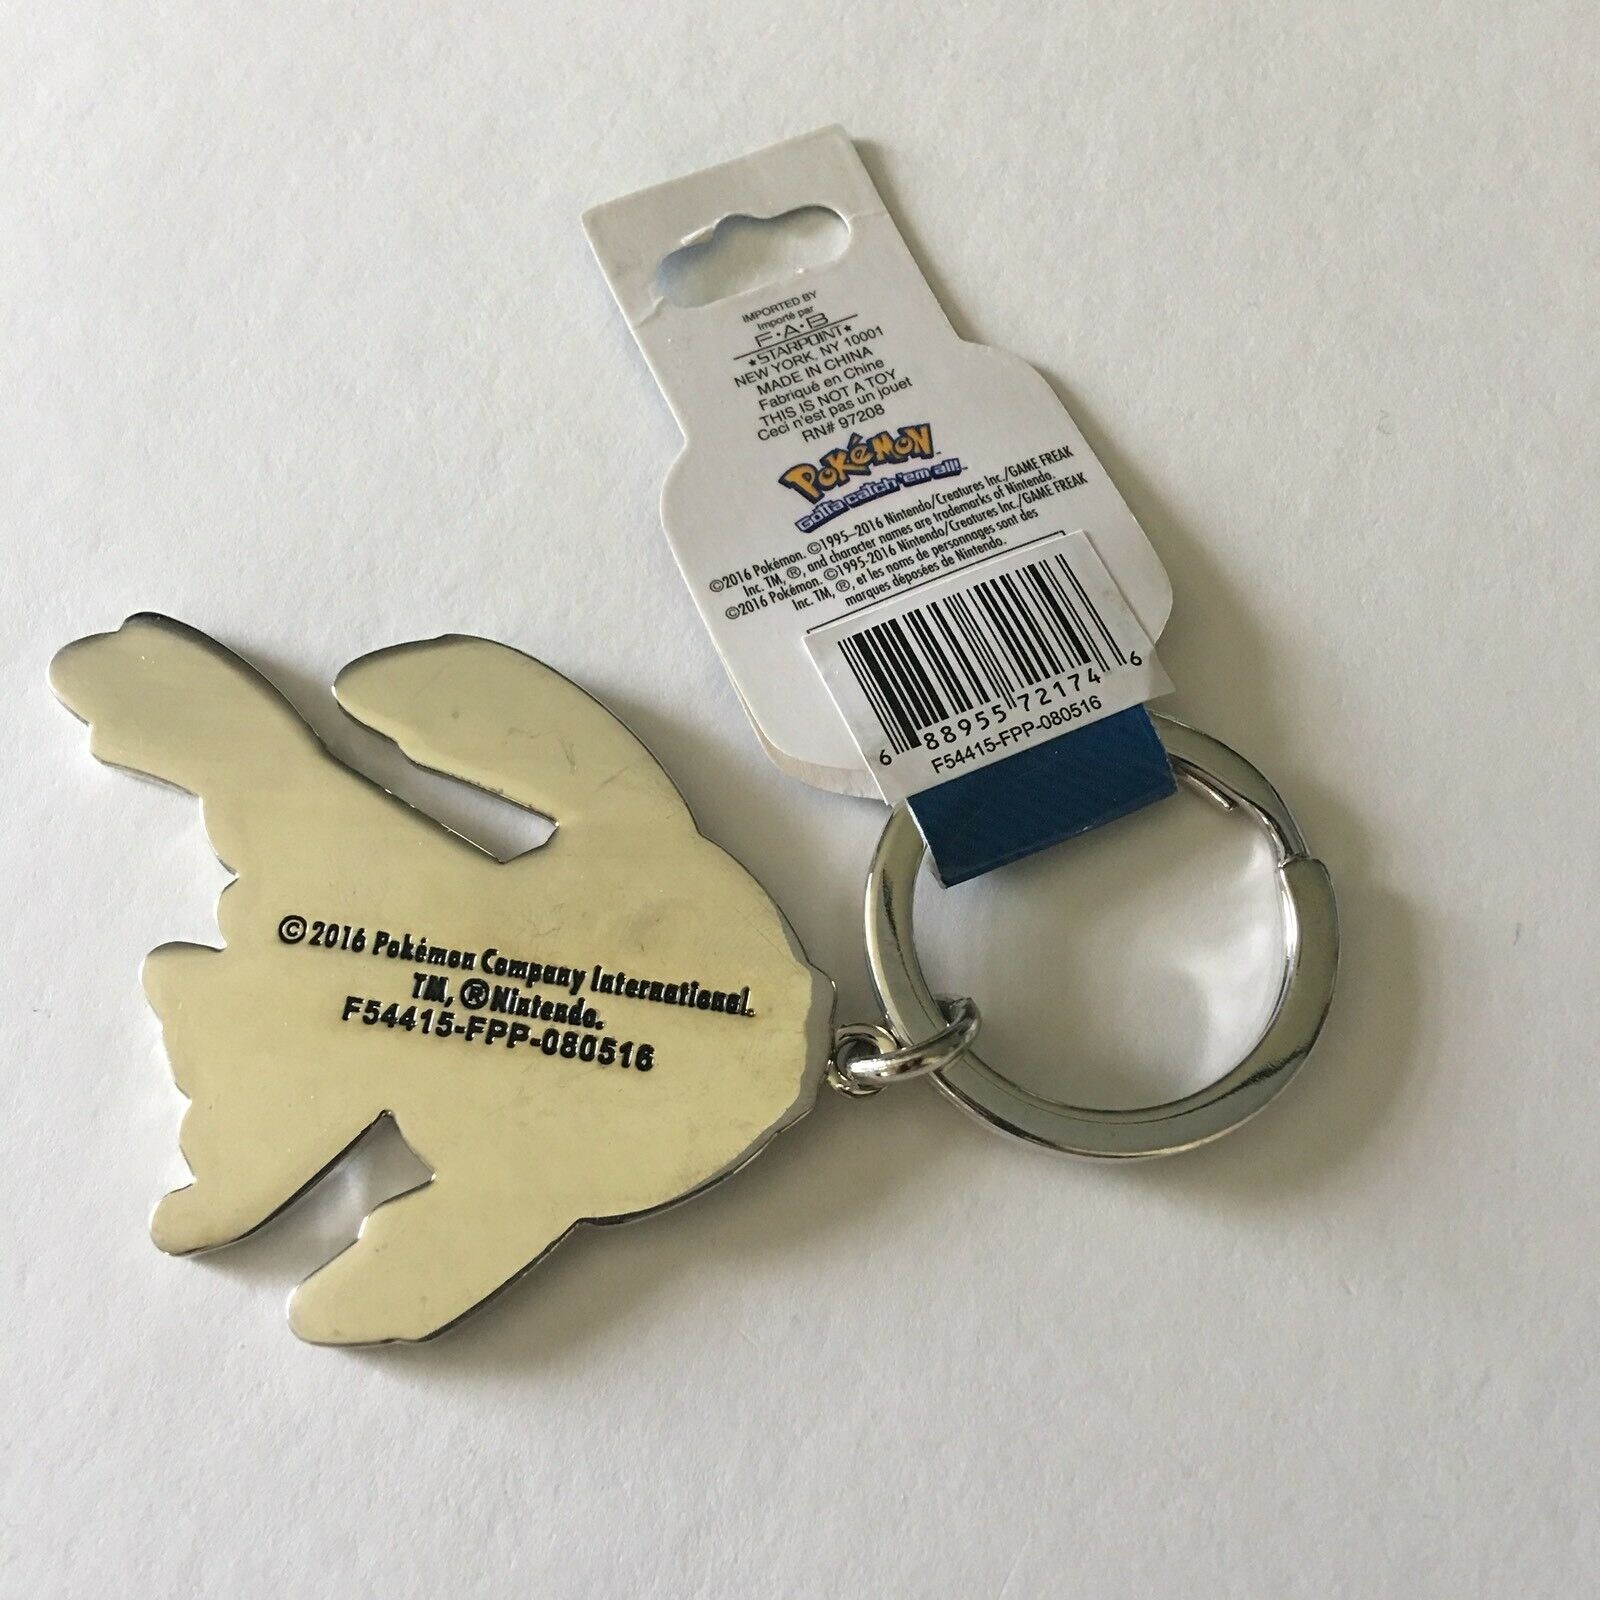 IMPORTED BY
Importé par
F•A•B
★STARPOINT★
NEW YORK, NY 10001
MADE IN CHINA
Fabriqué en Chine
THIS IS NOT A TOY
Ceci n'est pas un jouet
RN# 97208
POKéMON
Gotta catch 'em all!
©2016 Pokémon. ©1995–2016 Nintendo/Creatures Inc./GAME FREAK
Inc. TM, ®, and character names are trademarks of Nintendo.
©2016 Pokémon. ©1995-2016 Nintendo/Creatures Inc./GAME FREAK
Inc. TM, ®, et les noms de personnages sont des
marques déposées de Nintendo.
6 88955 72174 6
F54415-FPP-080516
©2016 Pokémon Company International.
TM, ®Nintendo.
F54415-FPP-080516